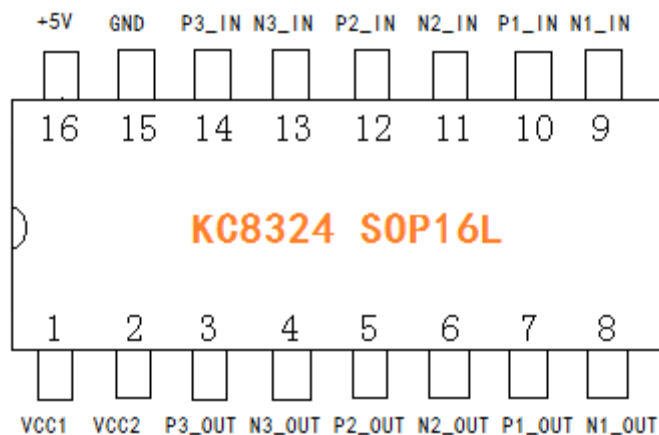 +5V GND P3_IN N3_IN P2_IN N2_IN P1_IN N1_IN
16 15 14 13 12 11 10 9
KC8324 SOP16L
1 2 3 4 5 6 7 8
VCC1 VCC2 P3_OUT N3_OUT P2_OUT N2_OUT P1_OUT N1_OUT